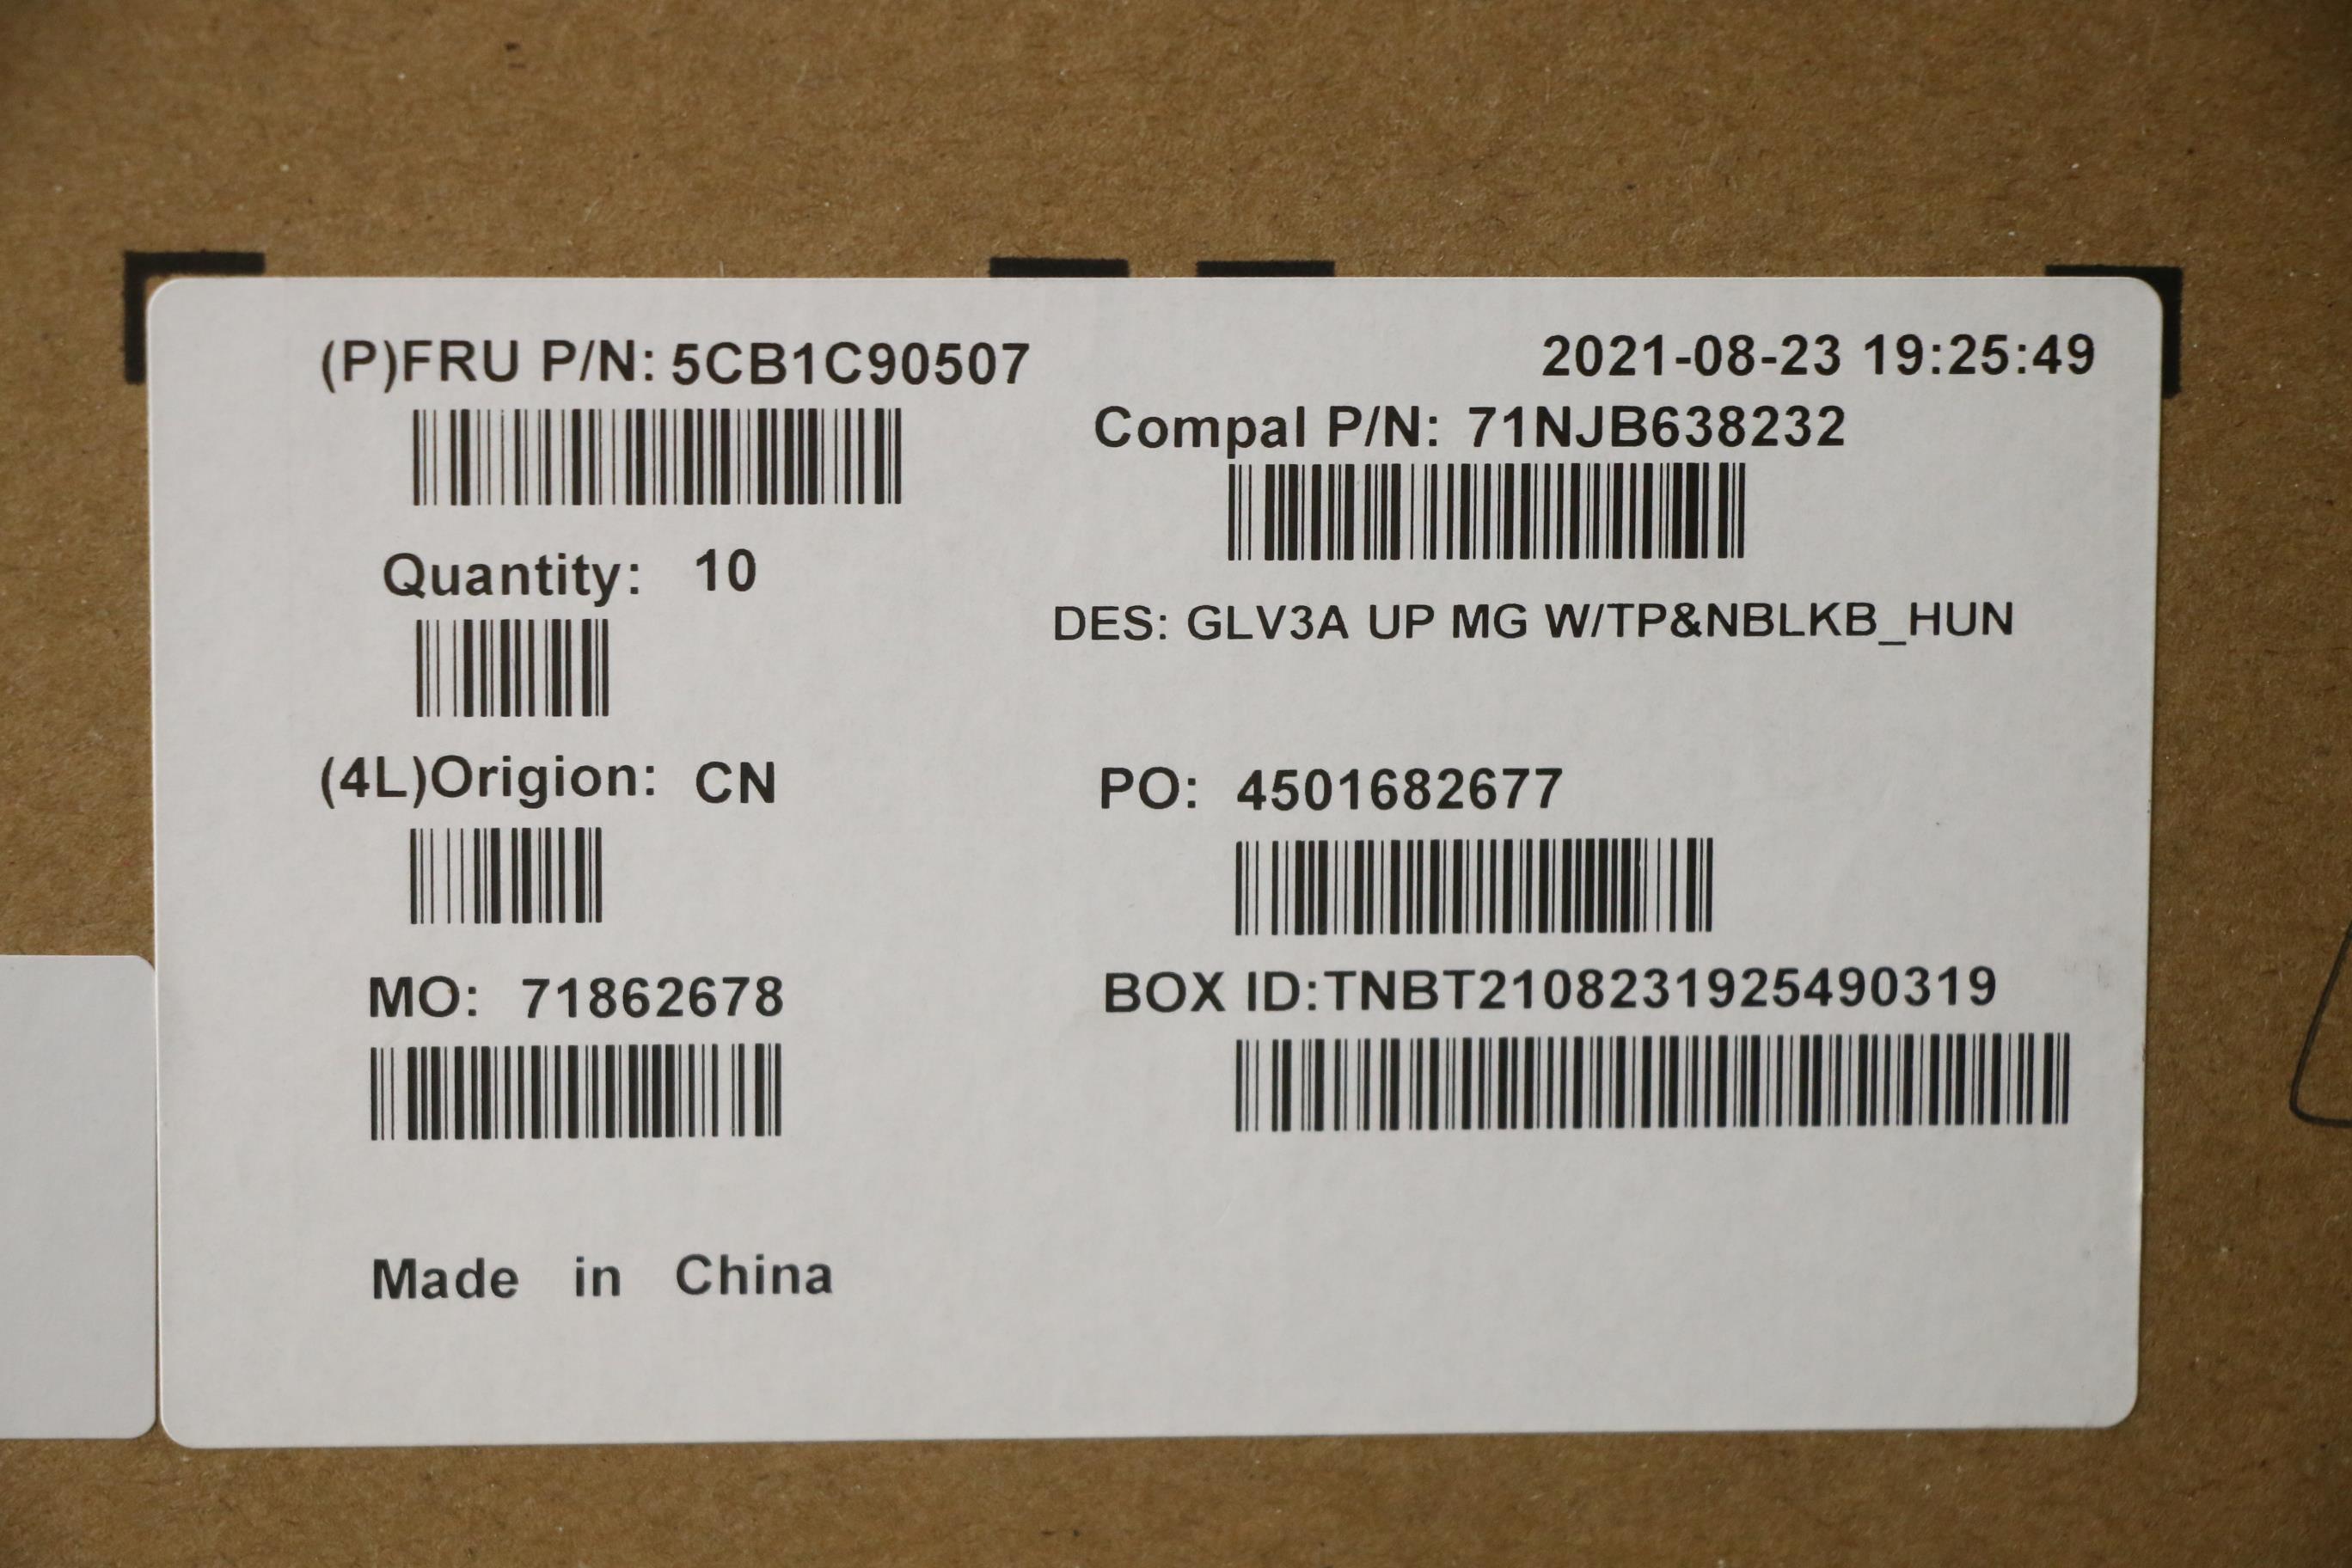 (P)FRU P/N: 5CB1C90507
2021-08-23 19:25:49
Compal P/N: 71NJB638232
Quantity: 10
DES: GLV3A UP MG W/TP&NBLKB_HUN
(4L)Origion: CN
PO: 4501682677
MO: 71862678
BOX ID:TNBT2108231925490319
Made in China